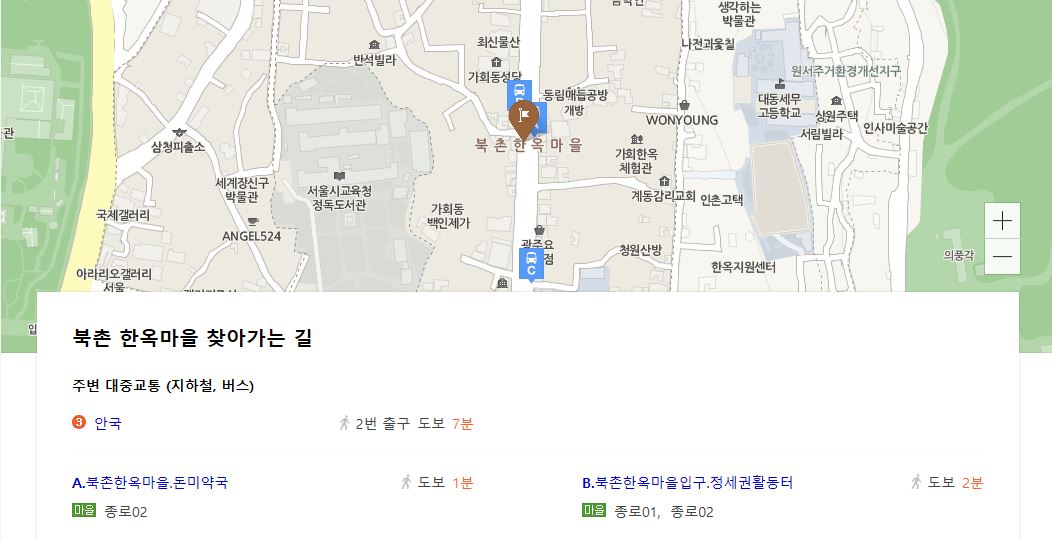 생각하는
박물관
최신물산
나전과옻칠
반석빌라
가회동성당
원서주거환경개선지구
동림매듭공방
개방
대동세무
고등학교
WONYOUNG
상원주택
서림빌라
인사미술공간
삼청파출소
북촌한옥마을
가회한옥
체험관
세계장신구
박물관
서울시교육청
정독도서관
계동감리교회
인촌고택
국제갤러리
가회동
백인제가
ANGEL524
광주요
점
청원산방
의풍각
C
한옥지원센터
아라리오갤러리
서울
북촌 한옥마을 찾아가는 길
주변 대중교통 (지하철, 버스)
3 안국 2번 출구 도보 7분
A.북촌한옥마을.돈미약국 도보 1분
마을 종로02
B.북촌한옥마을입구.정세권활동터 도보 2분
마을 종로01, 종로02